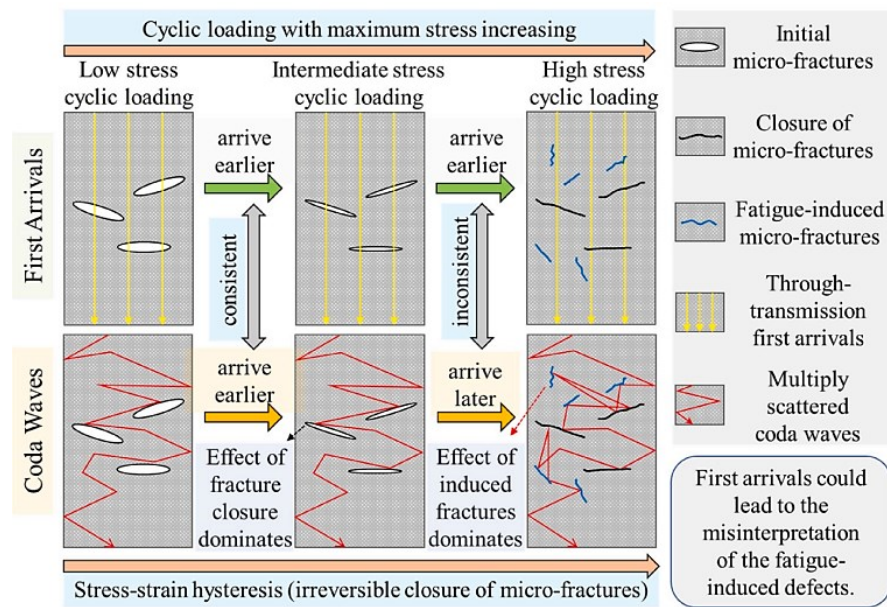 Cyclic loading with maximum stress increasing
Low stress
cyclic loading
Intermediate stress
cyclic loading
High stress
cyclic loading
First Arrivals
arrive
earlier
arrive
earlier
consistent
inconsistent
Coda Waves
arrive
earlier
arrive
later
Effect of
fracture
closure
dominates
Effect of
induced
fractures
dominates
Stress-strain hysteresis (irreversible closure of micro-fractures)
Initial
micro-fractures
Closure of
micro-fractures
Fatigue-induced
micro-fractures
Through-
transmission
first arrivals
Multiply
scattered
coda waves
First arrivals could
lead to the
misinterpretation
of the fatigue-
induced defects.